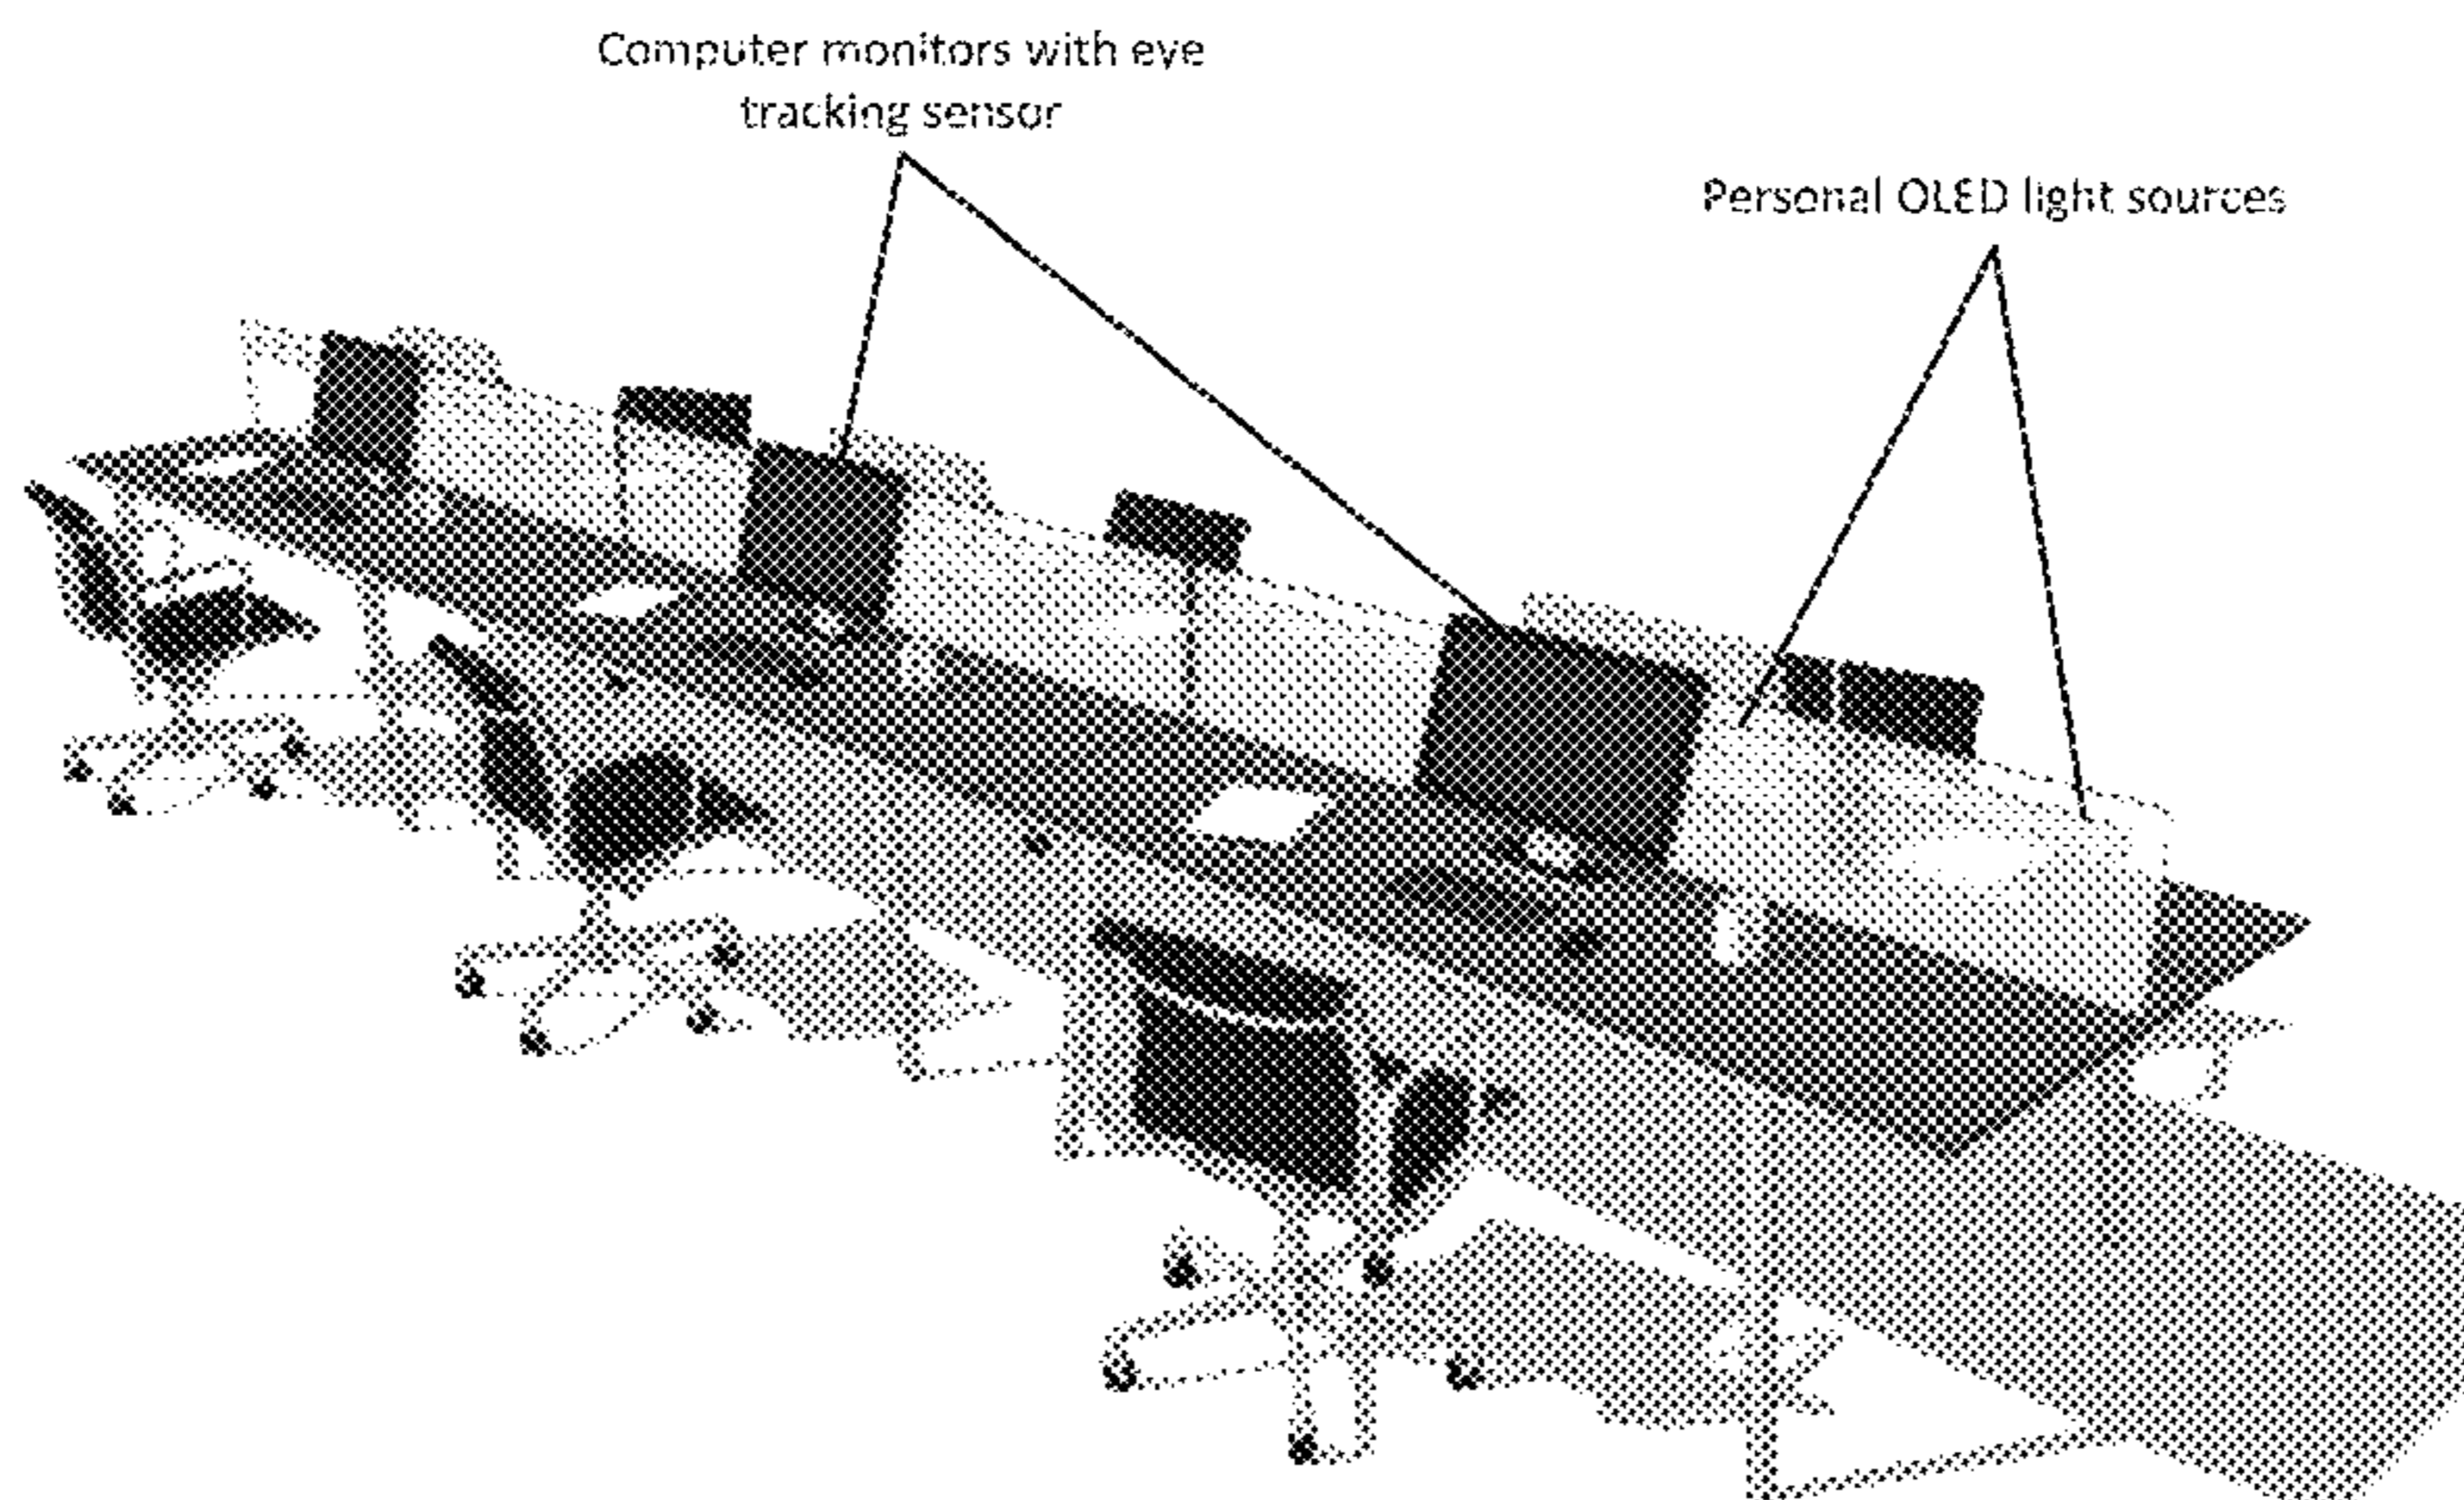 Computer monitors with eye
tracking sensor
Personal OLED light sources